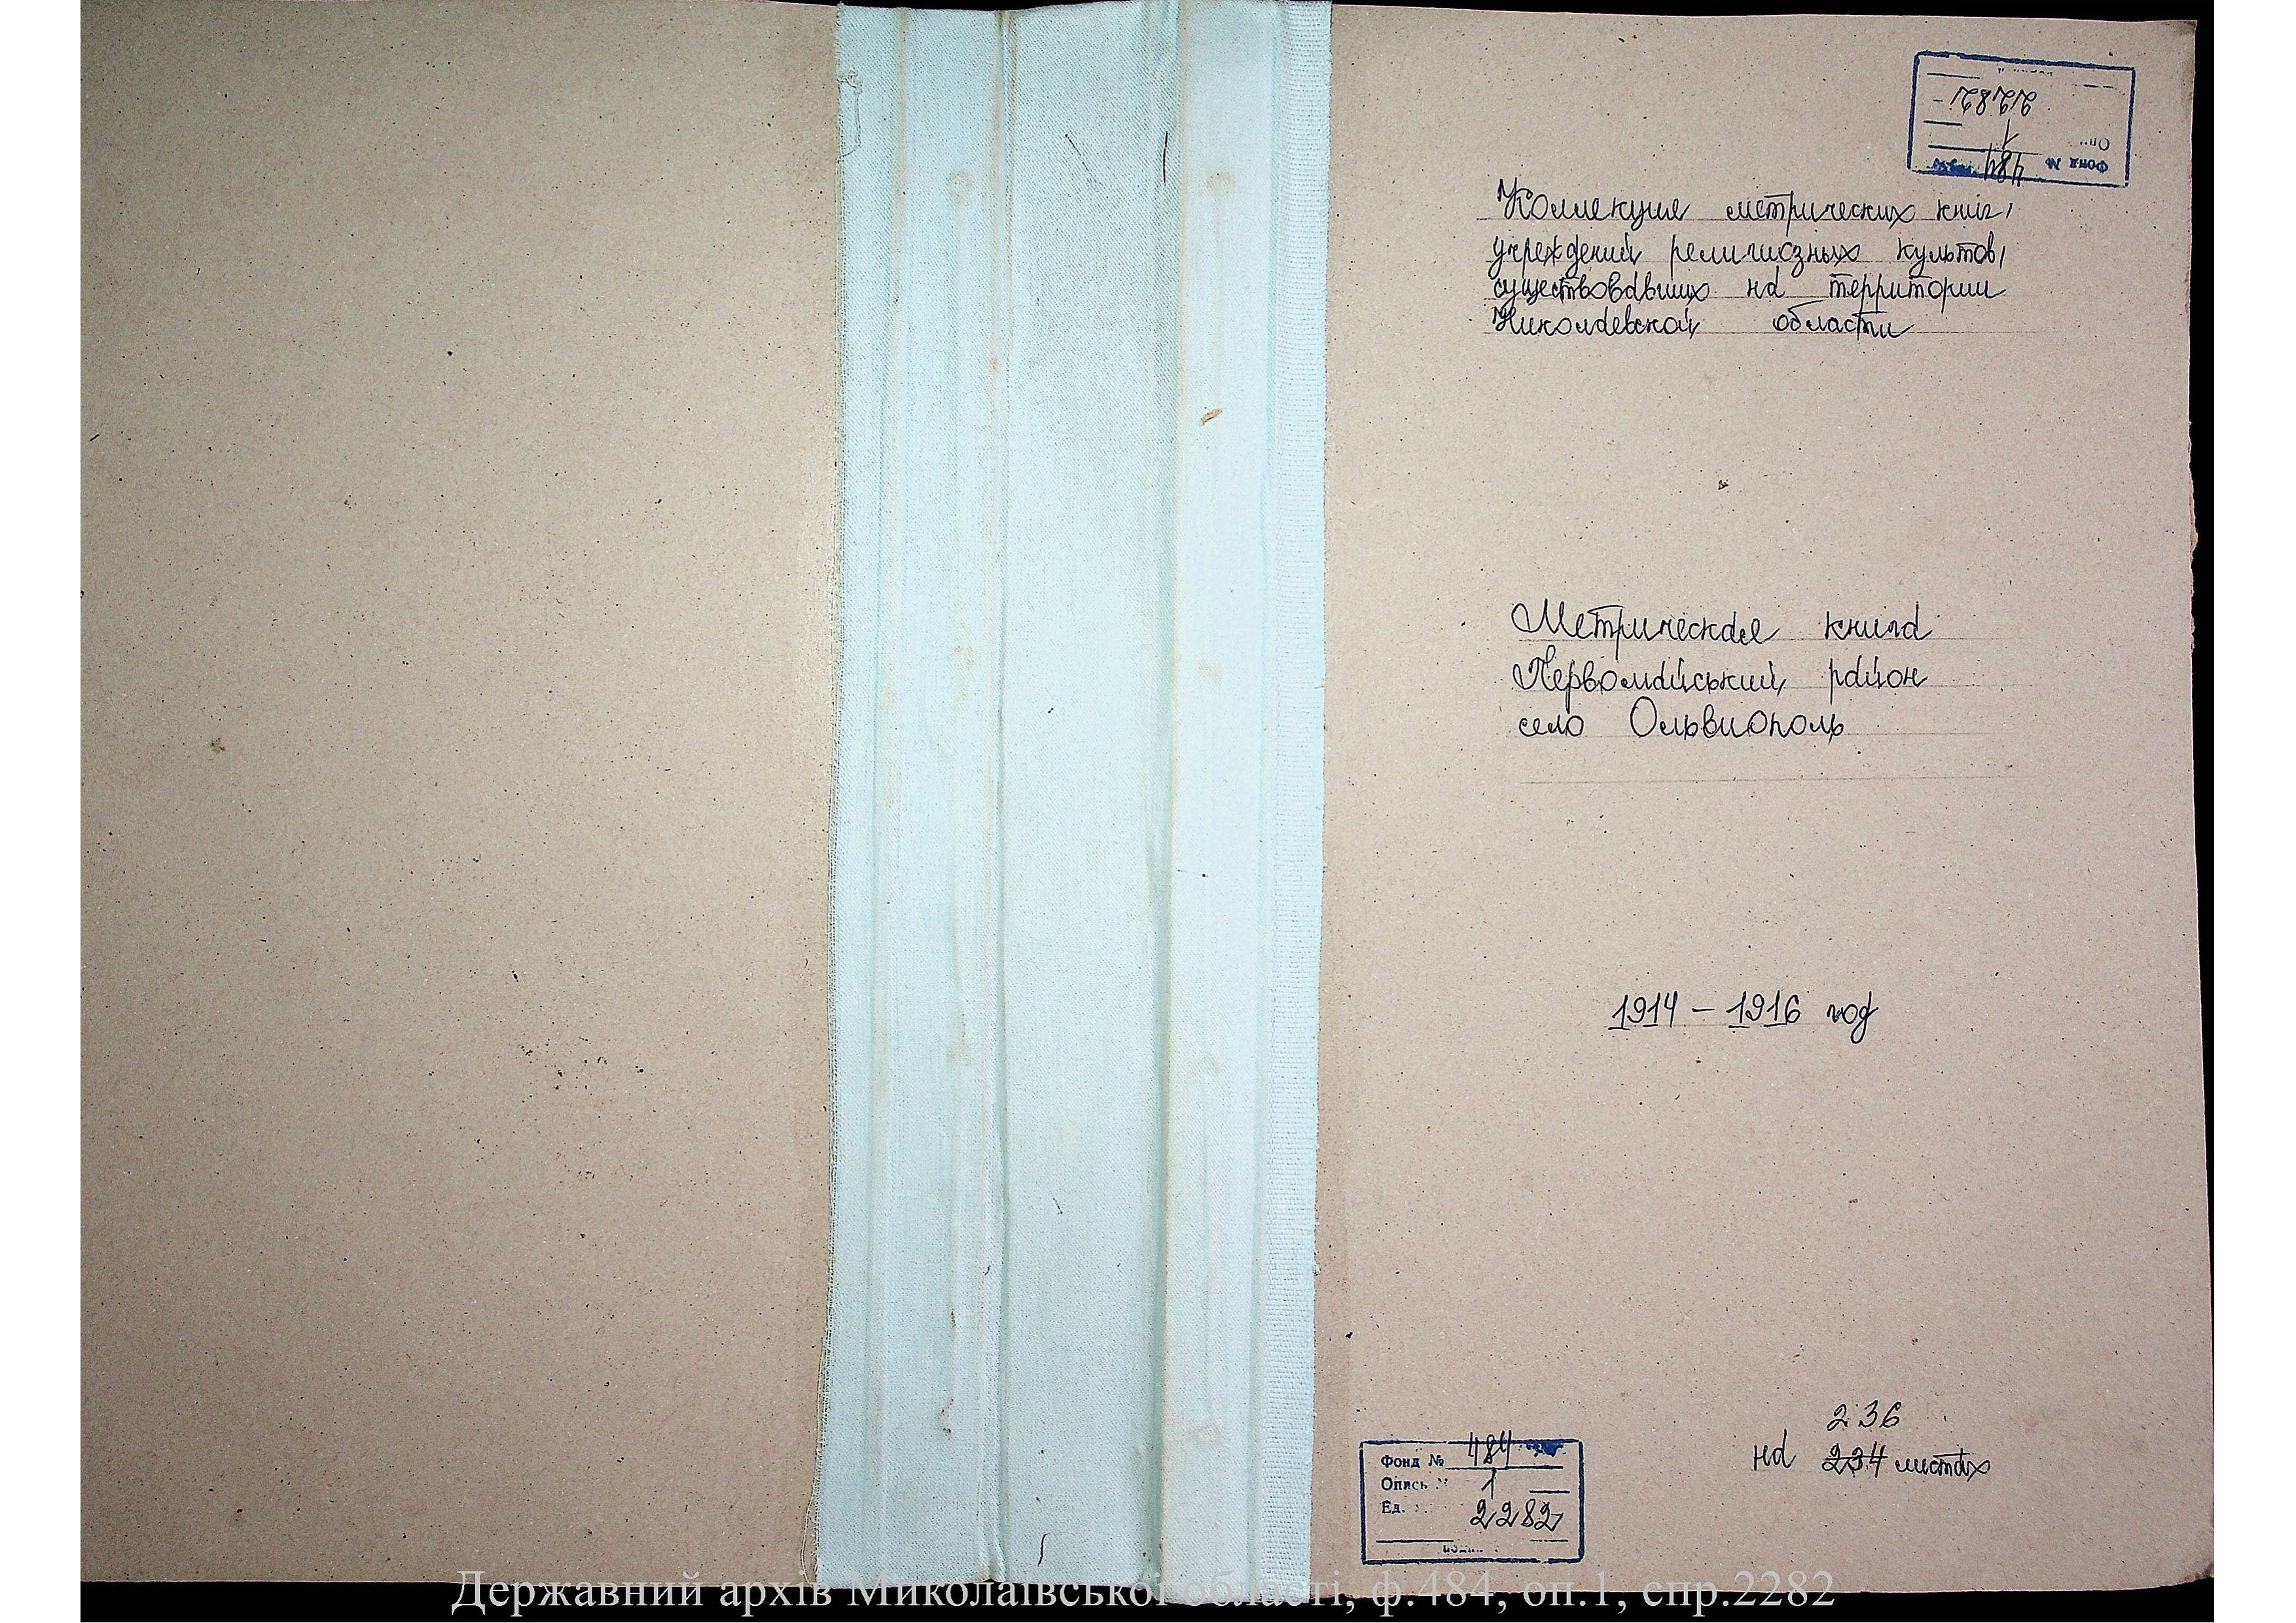 Фонд № 484
Оп.
1
2282
Коллекция метрических книг,
учреждений религиозных культов,
существовавших на территории
Николаевской области
Метрическая книга
Первомайський район
село Ольвиополь
1914 – 1916 год
236
на 234 листах
Фонд № 484
Опись № 1
Ед. 2282
Державний архів Миколаївської області, ф.484, оп.1, спр.2282